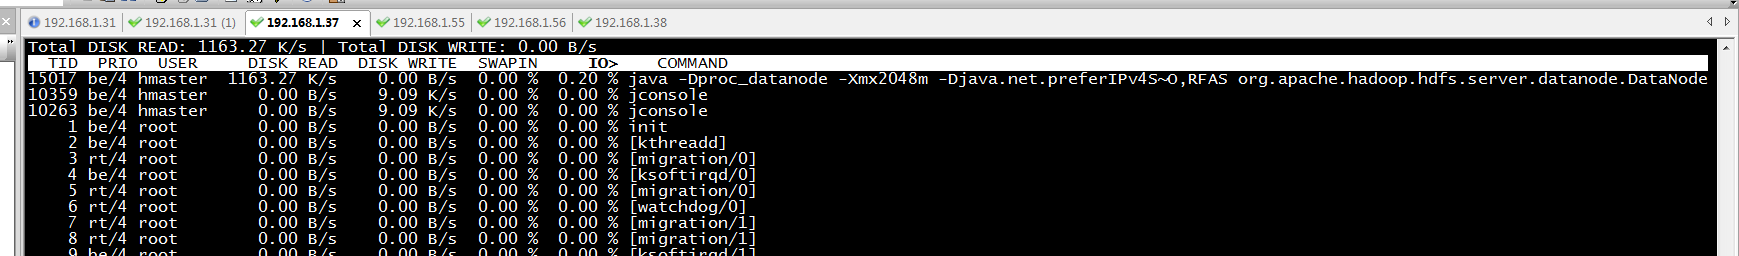 192.168.1.31 192.168.1.31 (1) 192.168.1.37 192.168.1.55 192.168.1.56 192.168.1.38
Total DISK READ: 1163.27 K/s | Total DISK WRITE: 0.00 B/s
TID PRIO USER DISK READ DISK WRITE SWAPIN IO> COMMAND
15017 be/4 hmaster 1163.27 K/s 0.00 B/s 0.00 % 0.20 % java -Dproc_datanode -Xmx2048m -Djava.net.preferIPv4S~O,RFAS org.apache.hadoop.hdfs.server.datanode.DataNode
10359 be/4 hmaster 0.00 B/s 9.09 K/s 0.00 % 0.00 % jconsole
10263 be/4 hmaster 0.00 B/s 9.09 K/s 0.00 % 0.00 % jconsole
1 be/4 root 0.00 B/s 0.00 B/s 0.00 % 0.00 % init
2 be/4 root 0.00 B/s 0.00 B/s 0.00 % 0.00 % [kthreadd]
3 rt/4 root 0.00 B/s 0.00 B/s 0.00 % 0.00 % [migration/0]
4 be/4 root 0.00 B/s 0.00 B/s 0.00 % 0.00 % [ksoftirqd/0]
5 rt/4 root 0.00 B/s 0.00 B/s 0.00 % 0.00 % [migration/0]
6 rt/4 root 0.00 B/s 0.00 B/s 0.00 % 0.00 % [watchdog/0]
7 rt/4 root 0.00 B/s 0.00 B/s 0.00 % 0.00 % [migration/1]
8 rt/4 root 0.00 B/s 0.00 B/s 0.00 % 0.00 % [migration/1]
9 be/4 root 0.00 B/s 0.00 B/s 0.00 % 0.00 % [ksoftirqd/1]